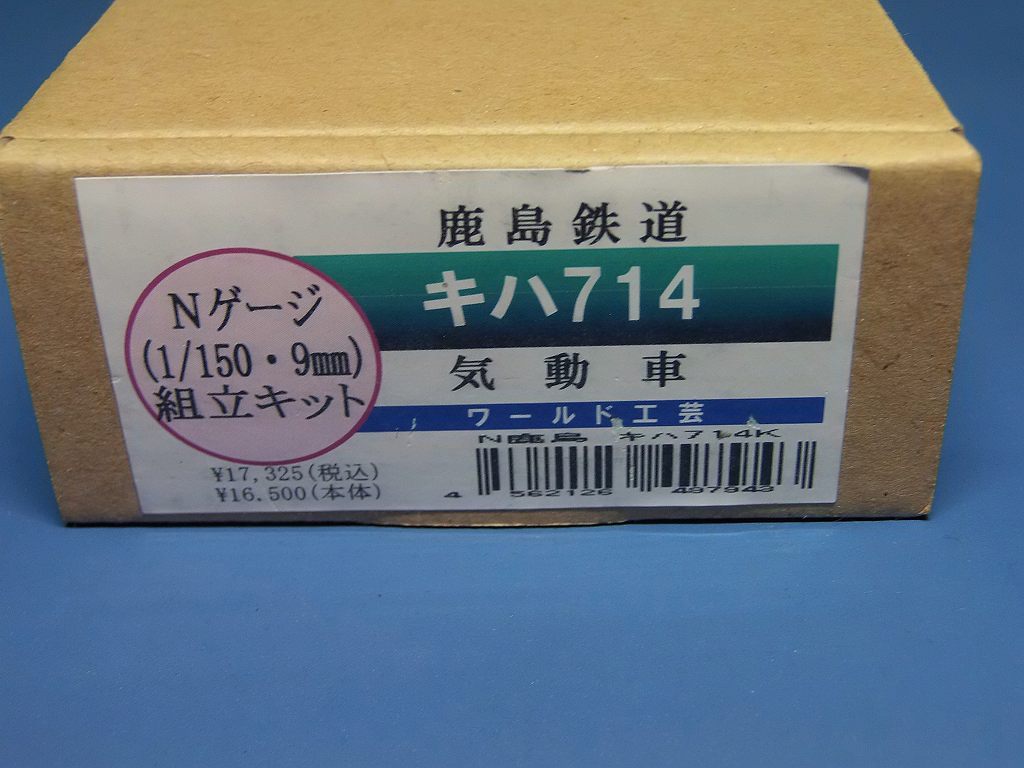 鹿島鉄道
キハ714
気動車
ワールド工芸
Nゲージ
(1/150・9mm)
組立キット
¥17,325(税込)
¥16.500(本体)
N鹿島 キハ714K
4 562126 497943